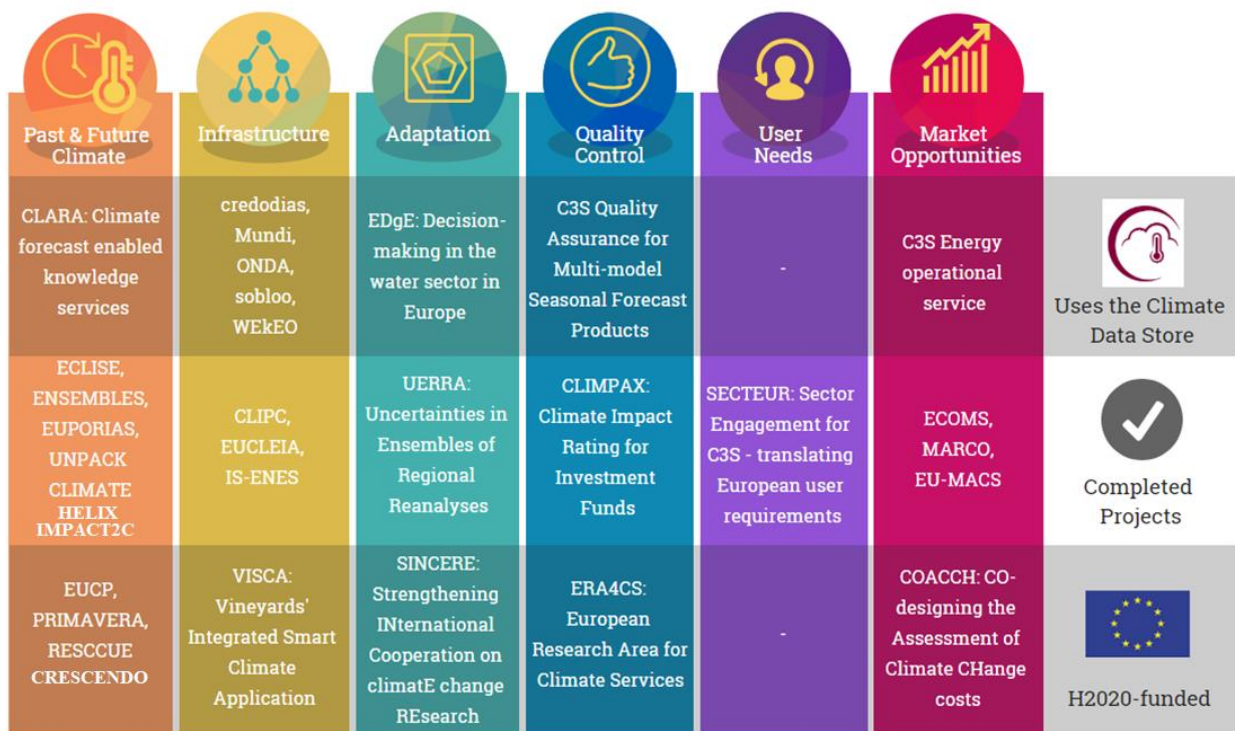 Past & Future
Climate
Infrastructure
Adaptation
Quality
Control
User
Needs
Market
Opportunities
CLARA: Climate
forecast enabled
knowledge
services
credodias,
Mundi,
ONDA,
sobloo,
WEkEO
EDgE: Decision-
making in the
water sector in
Europe
C3S Quality
Assurance for
Multi-model
Seasonal Forecast
Products
-
C3S Energy
operational
service
Uses the Climate
Data Store
ECLISE,
ENSEMBLES,
EUPORIAS,
UNPACK
CLIMATE
HELIX
IMPACT2C
CLIPC,
EUCLEIA,
IS-ENES
UERRA:
Uncertainties in
Ensembles of
Regional
Reanalyses
CLIMPAX:
Climate Impact
Rating for
Investment
Funds
SECTEUR: Sector
Engagement for
C3S - translating
European user
requirements
ECOMS,
MARCO,
EU-MACS
Completed
Projects
EUCP,
PRIMAVERA,
RESCCUE
CRESCENDO
VISCA:
Vineyards'
Integrated Smart
Climate
Application
SINCERE:
Strengthening
INternational
Cooperation on
climatE change
REsearch
ERA4CS:
European
Research Area for
Climate Services
-
COACCH: CO-
designing the
Assessment of
Climate CHange
costs
H2020-funded